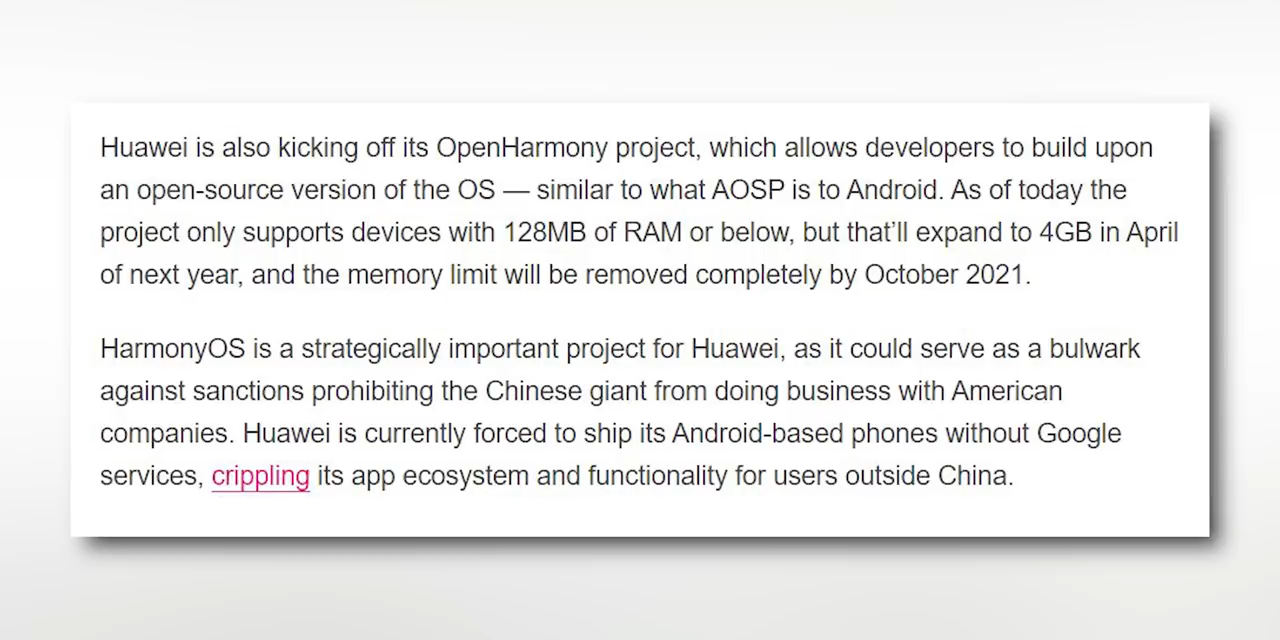 Huawei is also kicking off its OpenHarmony project, which allows developers to build upon
an open-source version of the OS — similar to what AOSP is to Android. As of today the
project only supports devices with 128MB of RAM or below, but that’ll expand to 4GB in April
of next year, and the memory limit will be removed completely by October 2021.
HarmonyOS is a strategically important project for Huawei, as it could serve as a bulwark
against sanctions prohibiting the Chinese giant from doing business with American
companies. Huawei is currently forced to ship its Android-based phones without Google
services, crippling its app ecosystem and functionality for users outside China.